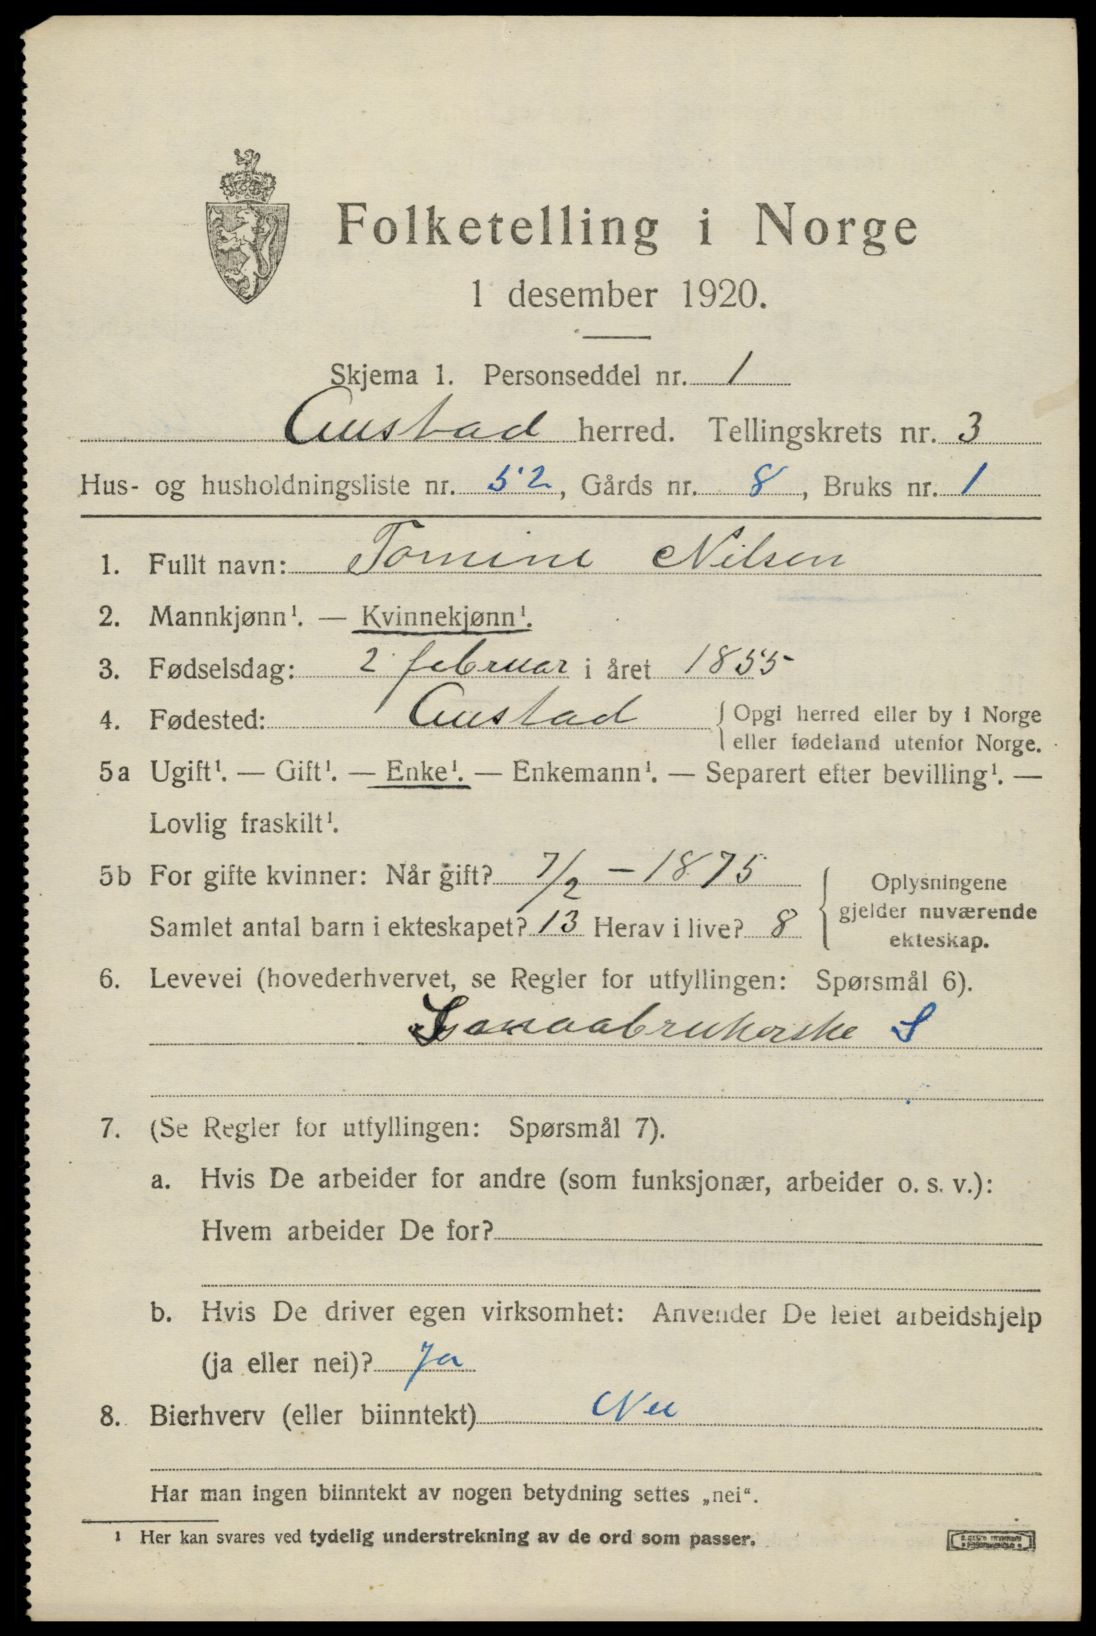 Folketelling i Norge
1 desember 1920.
Skjema 1. Personseddel nr. 1
Austad herred. Tellingskrets nr. 3
Hus- og husholdningsliste nr. 52, Gårds nr. 8, Bruks nr. 1
1. Fullt navn: Tomine Nilsen
2. Mannkjønn¹. — Kvinnekjønn¹.
3. Fødselsdag: 2 februar i året 1855
4. Fødested: Austad { Opgi herred eller by i Norge
eller fødeland utenfor Norge.
5a Ugift¹. — Gift¹. — Enke¹. — Enkemann¹. — Separert efter bevilling¹. —
Lovlig fraskilt¹.
5b For gifte kvinner: Når gift? 7/2 – 1875
Samlet antal barn i ekteskapet? 13 Herav i live? 8
{ Oplysningene
gjelder nuværende
ekteskap.
6. Levevei (hovederhvervet, se Regler for utfyllingen: Spørsmål 6).
S
7. (Se Regler for utfyllingen: Spørsmål 7).
a. Hvis De arbeider for andre (som funksjonær, arbeider o. s. v.):
Hvem arbeider De for?
b. Hvis De driver egen virksomhet: Anvender De leiet arbeidshjelp
(ja eller nei)? Ja
8. Bierhverv (eller biinntekt) Nei
Har man ingen biinntekt av nogen betydning settes „nei“.
¹ Her kan svares ved tydelig understrekning av de ord som passer.